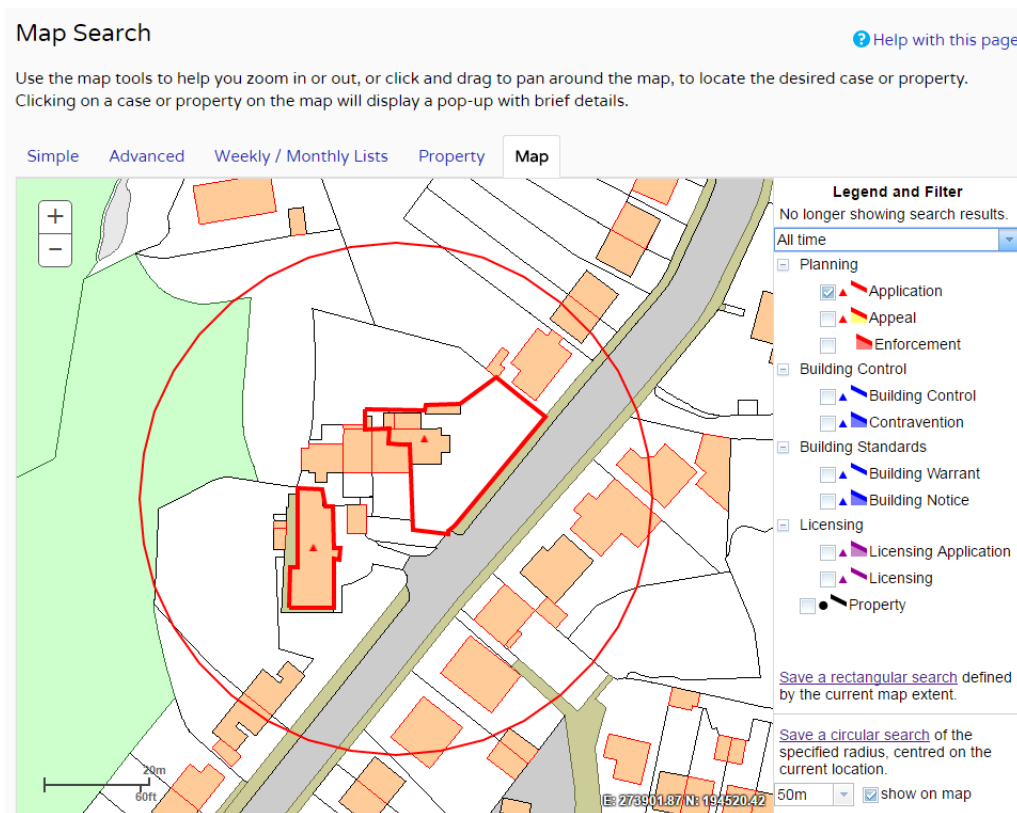 Map Search
Help with this page
Use the map tools to help you zoom in or out, or click and drag to pan around the map, to locate the desired case or property.
Clicking on a case or property on the map will display a pop-up with brief details.
Simple Advanced Weekly / Monthly Lists Property Map
+
−
20m
60ft
E: 273901.87 N: 194520.42
Legend and Filter
No longer showing search results.
All time
Planning
Application
Appeal
Enforcement
Building Control
Building Control
Contravention
Building Standards
Building Warrant
Building Notice
Licensing
Licensing Application
Licensing
Property
Save a rectangular search defined
by the current map extent.
Save a circular search of the
specified radius, centred on the
current location.
50m show on map